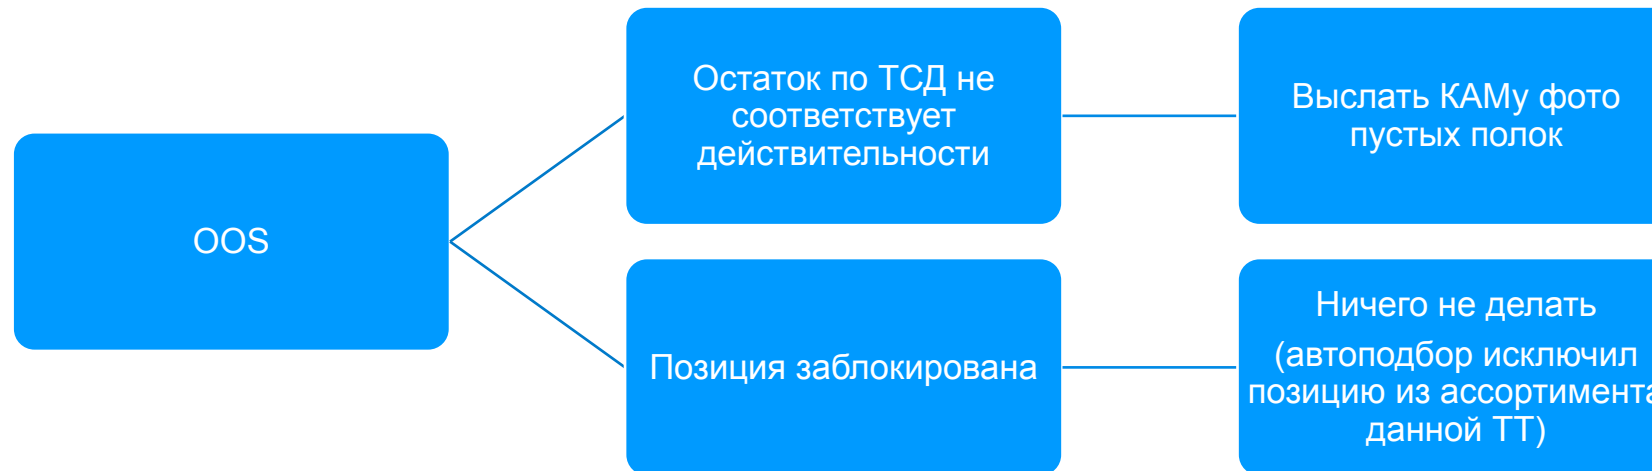 OOS
Остаток по ТСД не
соответствует
действительности
Выслать КАМу фото
пустых полок
Позиция заблокирована
Ничего не делать
(автоподбор исключил
позицию из ассортимента
данной ТТ)